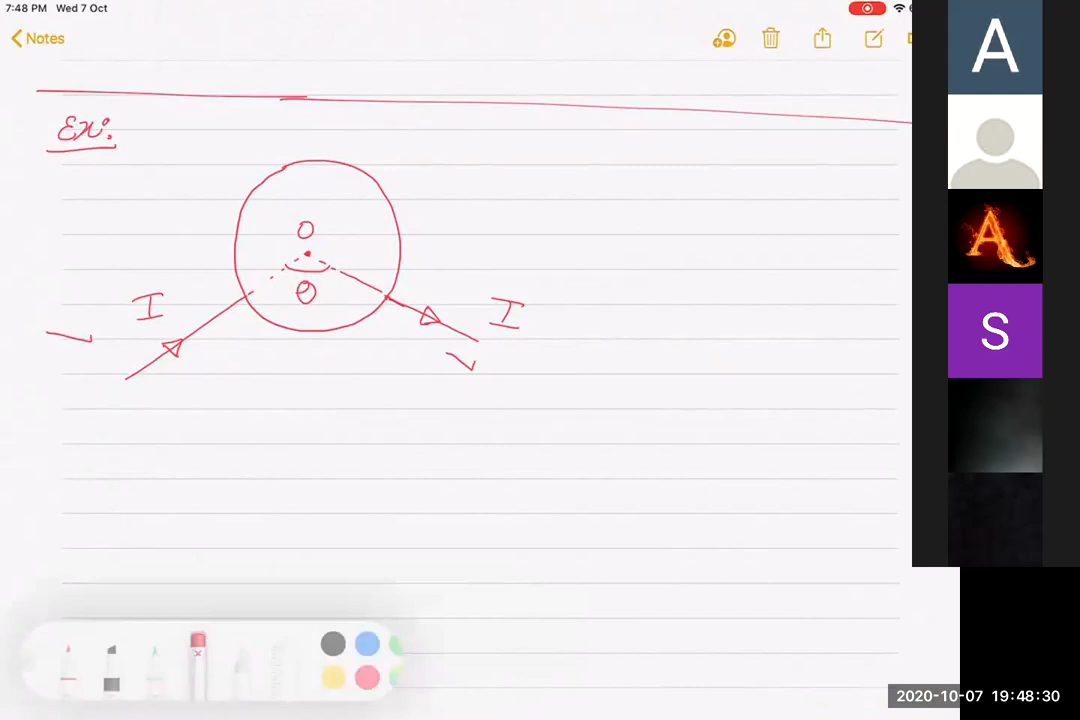 7:48 PM Wed 7 Oct
Notes
A
Ex:
O
A
θ
I
I
S
2020-10-07 19:48:30